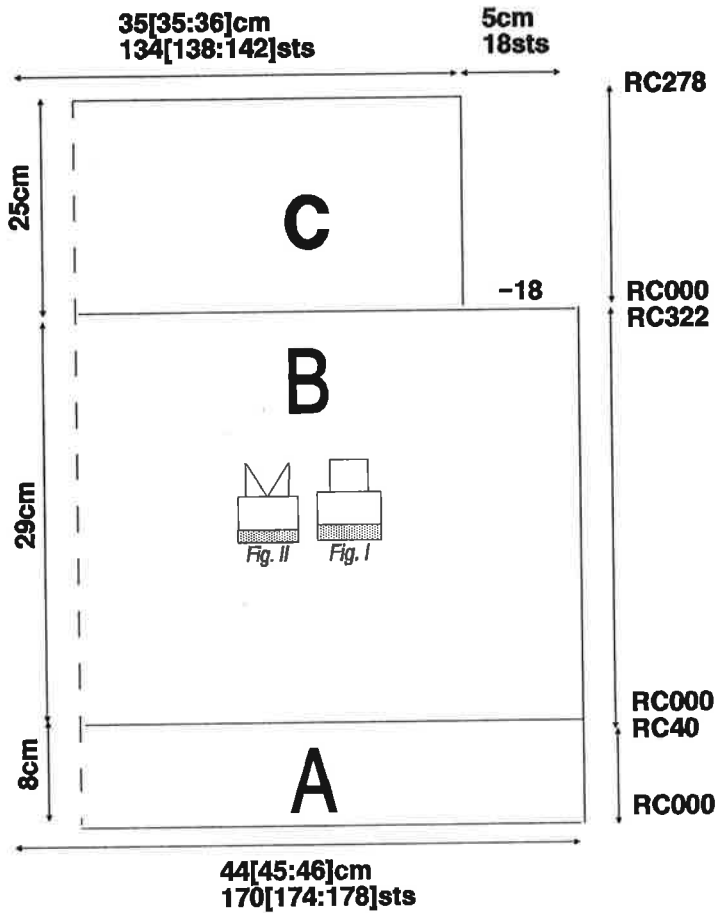 35[35:36]cm
134[138:142]sts
5cm
18sts
RC278
25cm
C
–18
RC000
RC322
B
29cm
Fig. II
Fig. I
RC000
RC40
8cm
A
RC000
44[45:46]cm
170[174:178]sts